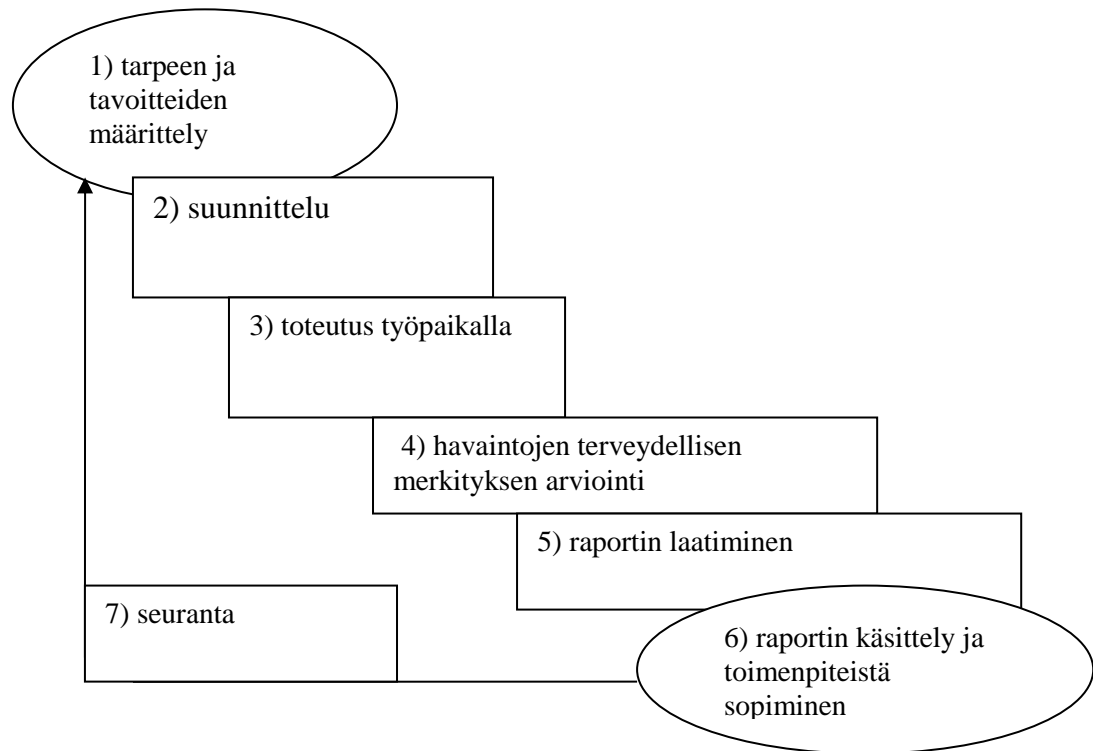 1) tarpeen ja
tavoitteiden
määrittely
2) suunnittelu
3) toteutus työpaikalla
4) havaintojen terveydellisen
merkityksen arviointi
5) raportin laatiminen
7) seuranta
6) raportin käsittely ja
toimenpiteistä
sopiminen